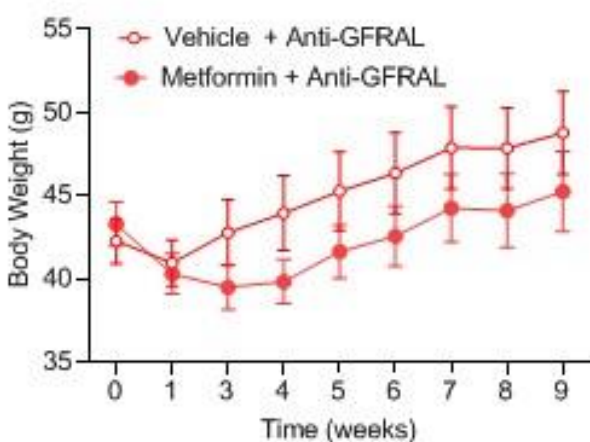 55
Vehicle + Anti-GFRAL
Metformin + Anti-GFRAL
50
45
40
35
Body Weight (g)
0 1 3 4 5 6 7 8 9
Time (weeks)